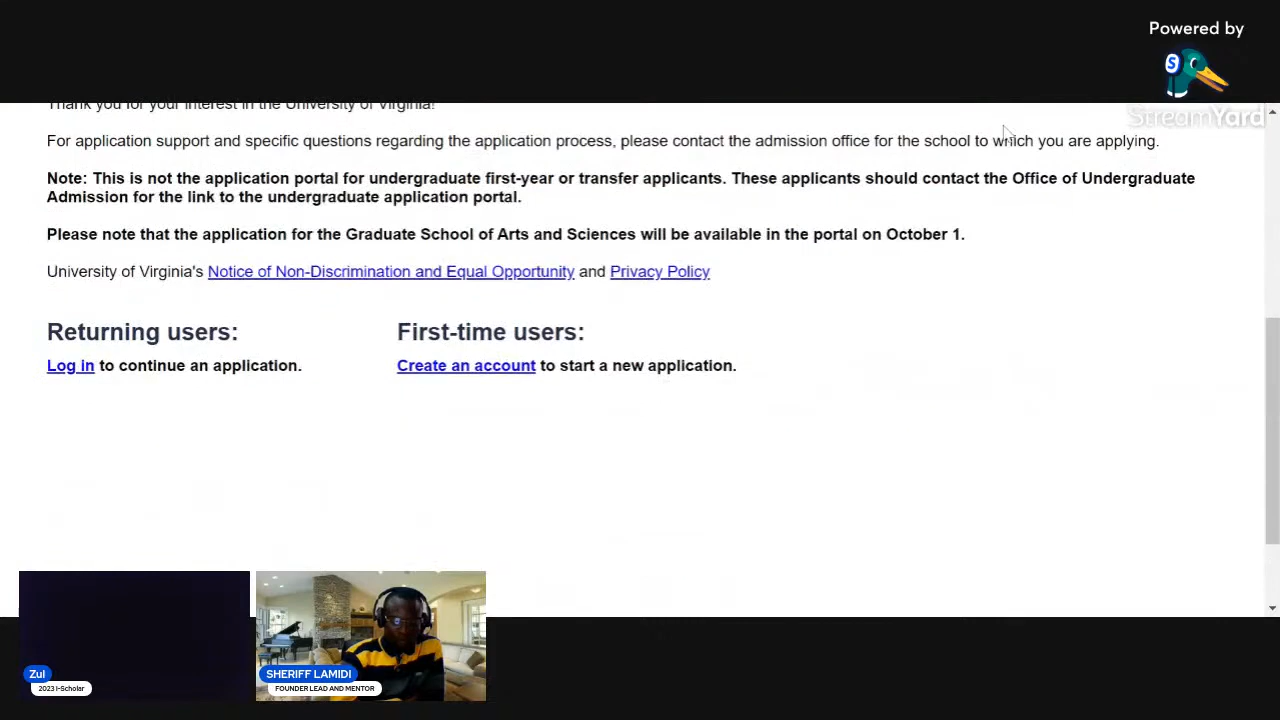 Powered by
S
StreamYard
Thank you for your interest in the University of Virginia!
For application support and specific questions regarding the application process, please contact the admission office for the school to which you are applying.
Note: This is not the application portal for undergraduate first-year or transfer applicants. These applicants should contact the Office of Undergraduate
Admission for the link to the undergraduate application portal.
Please note that the application for the Graduate School of Arts and Sciences will be available in the portal on October 1.
University of Virginia's Notice of Non-Discrimination and Equal Opportunity and Privacy Policy
Returning users:
First-time users:
Log in to continue an application.
Create an account to start a new application.
Zul
2023 I-Scholar
SHERIFF LAMIDI
FOUNDER LEAD AND MENTOR